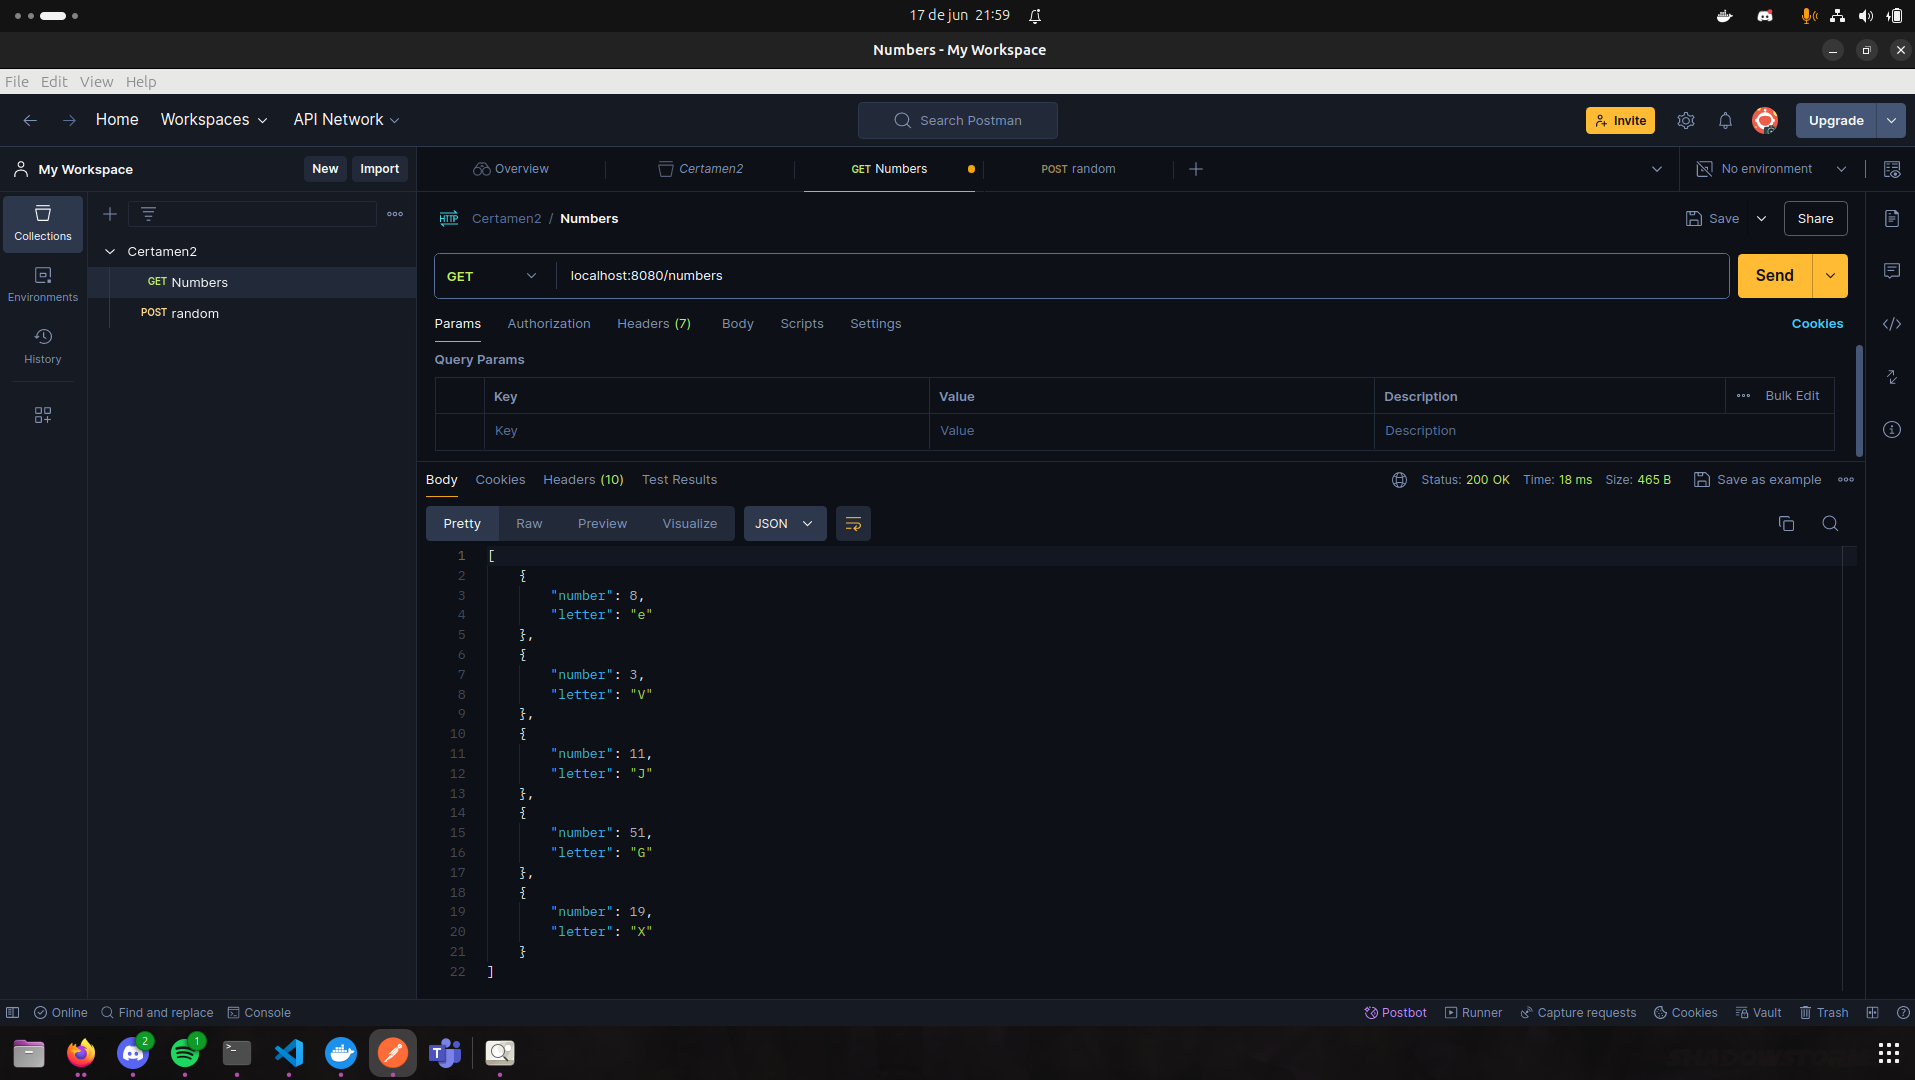 17 de jun 21:59
Numbers - My Workspace
File Edit View Help
Home Workspaces API Network
Search Postman
Invite
Upgrade
My Workspace
New Import
Overview
Certamen2
GET Numbers
POST random
No environment
Collections
Environments
History
Certamen2
GET Numbers
POST random
HTTP Certamen2 / Numbers
Save
Share
GET localhost:8080/numbers
Send
Params Authorization Headers (7) Body Scripts Settings
Cookies
Query Params
Key Value Description Bulk Edit
Key Value Description
Body Cookies Headers (10) Test Results
Status: 200 OK Time: 18 ms Size: 465 B Save as example
Pretty Raw Preview Visualize JSON
1 [
2 {
3 "number": 8,
4 "letter": "e"
5 },
6 {
7 "number": 3,
8 "letter": "V"
9 },
10 {
11 "number": 11,
12 "letter": "J"
13 },
14 {
15 "number": 51,
16 "letter": "G"
17 },
18 {
19 "number": 19,
20 "letter": "X"
21 }
22 ]
Online Find and replace Console
Postbot Runner Capture requests Cookies Vault Trash
2
1